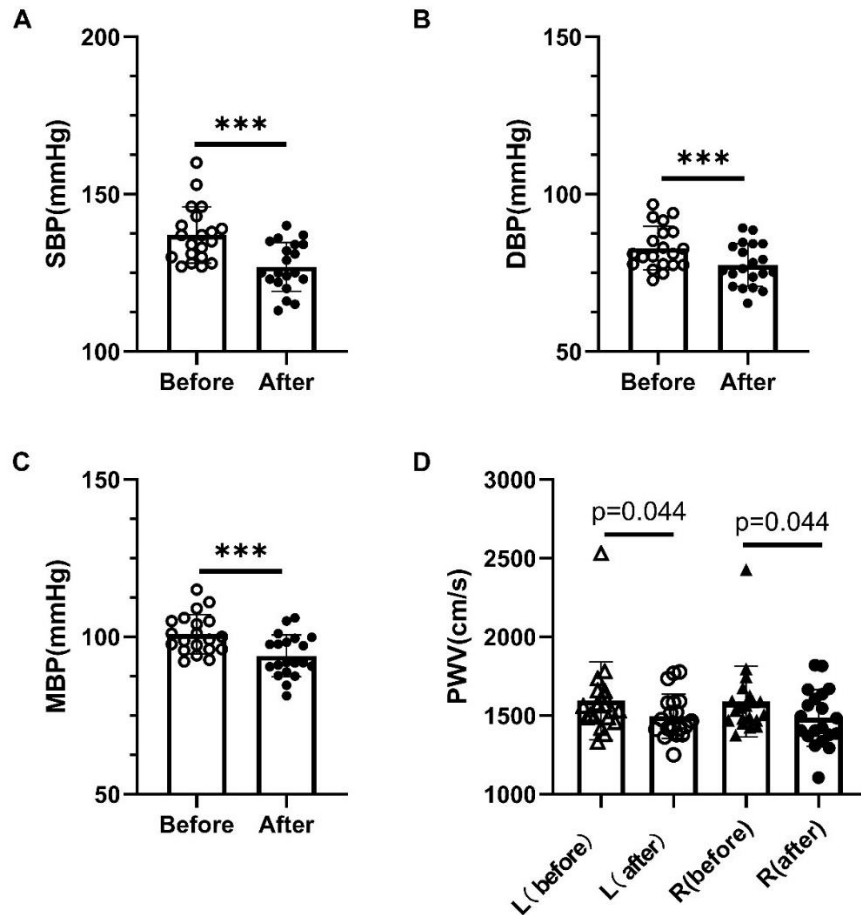 A
B
200
150
100
SBP(mmHg)
***
Before After
100
50
DBP(mmHg)
***
Before After
C
D
150
100
50
MBP(mmHg)
***
Before After
3000
2500
2000
1500
1000
PWV(cm/s)
p=0.044
p=0.044
L(before)
L(after)
R(before)
R(after)